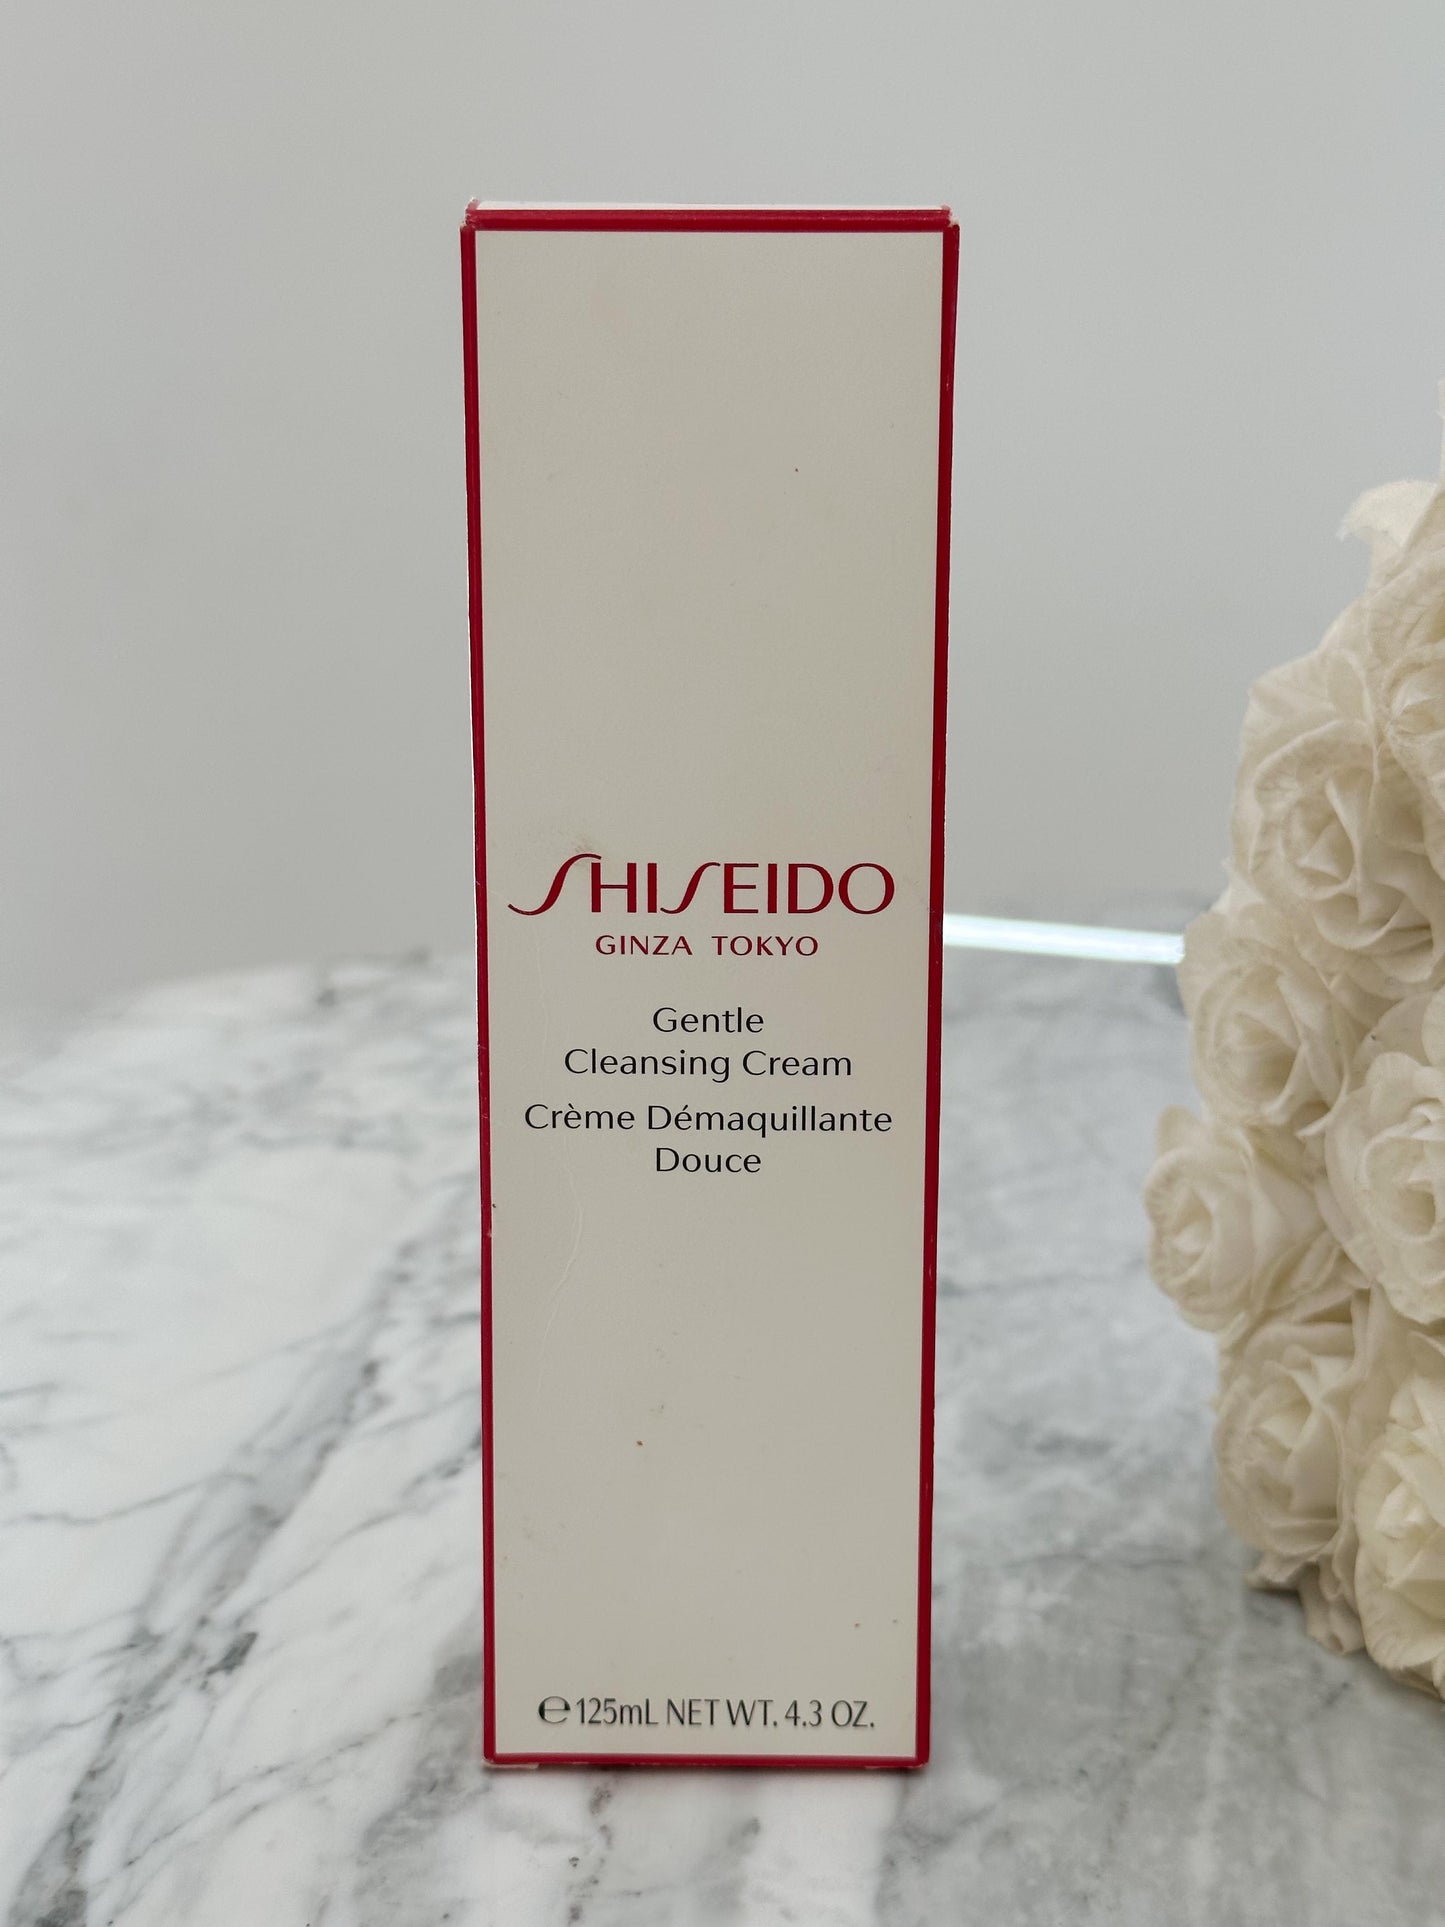 SHISEIDO
GINZA TOKYO
Gentle
Cleansing Cream
Crème Démaquillante
Douce
℮125mL NET WT. 4.3 OZ.